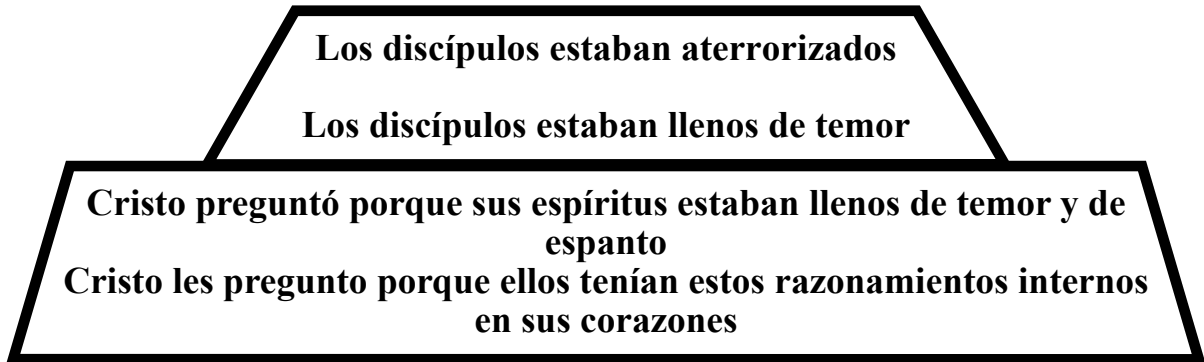 Los discípulos estaban aterrorizados
Los discípulos estaban llenos de temor
Cristo preguntó porque sus espíritus estaban llenos de temor y de
espanto
Cristo les pregunto porque ellos tenían estos razonamientos internos
en sus corazones